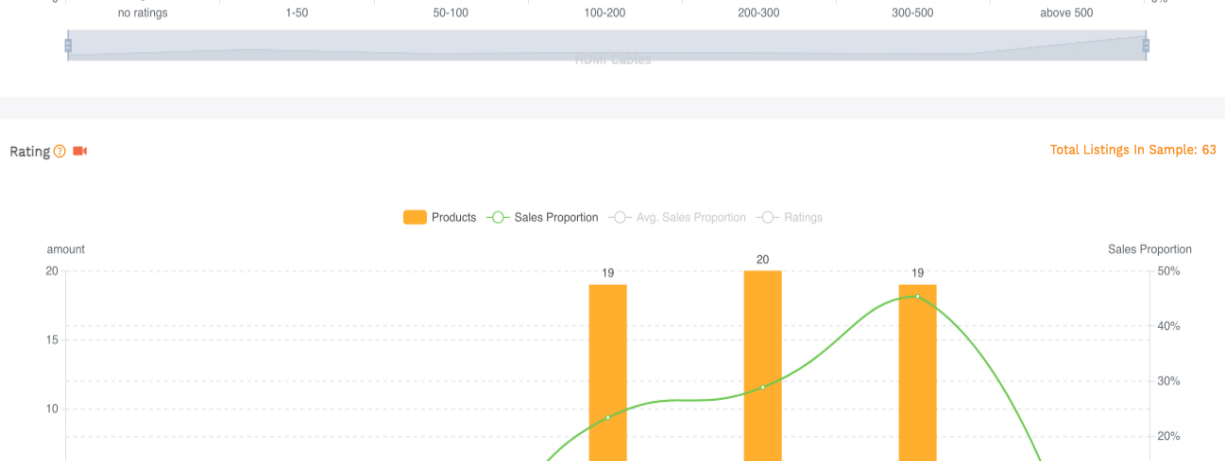 no ratings 1-50 50-100 100-200 200-300 300-500 above 500
HDMI Cables
Rating
Total Listings In Sample: 63
Products Sales Proportion Avg. Sales Proportion Ratings
amount Sales Proportion
20 19 20 19 50%
40%
15
30%
10
20%